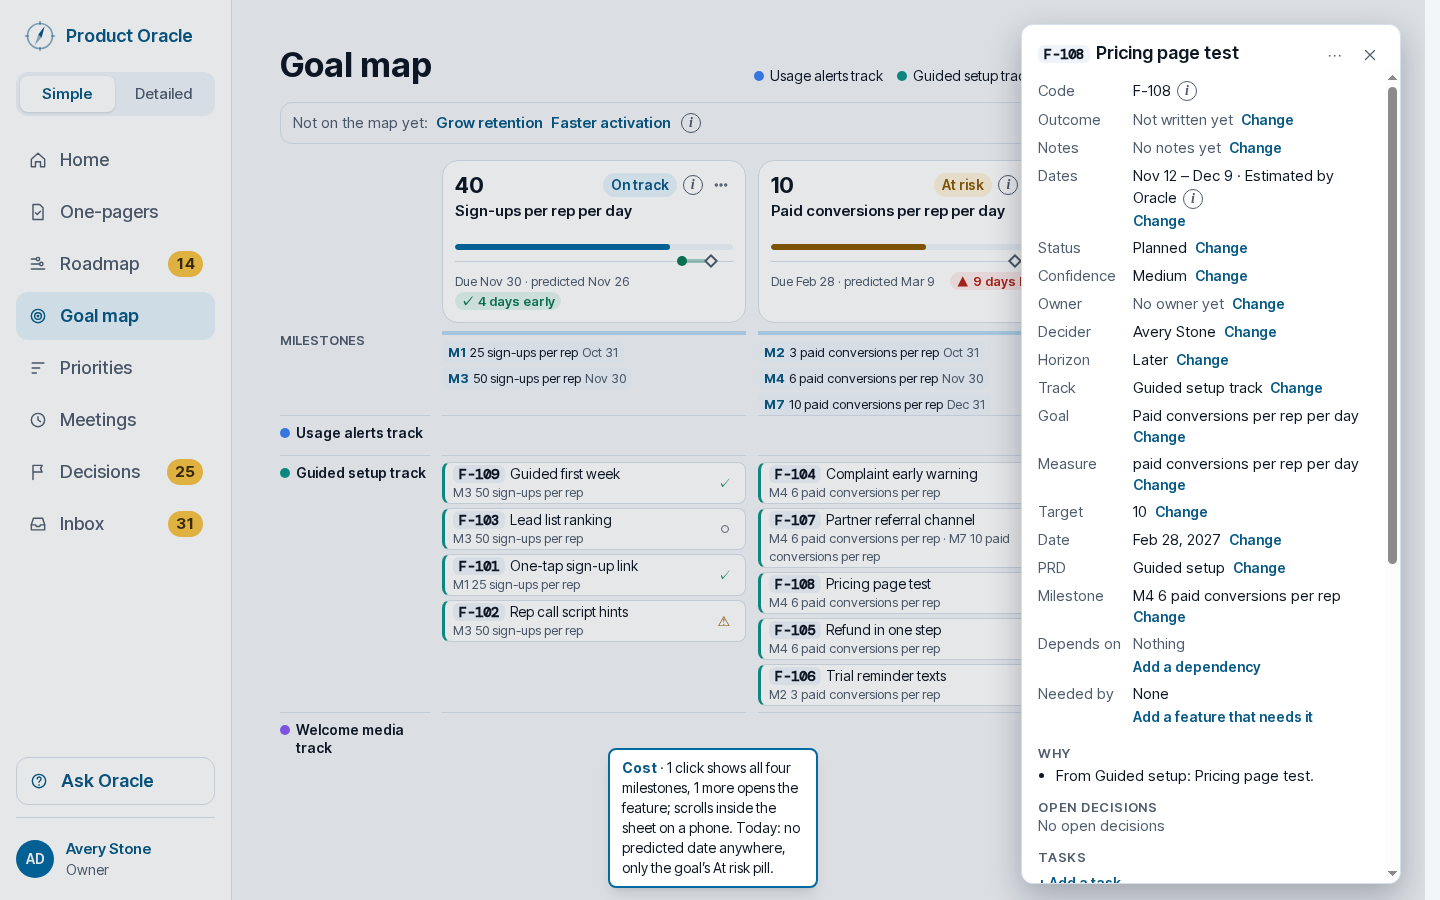 Product Oracle
Simple
Detailed
Home
One-pagers
Roadmap 14
Goal map
Priorities
Meetings
Decisions 25
Inbox 31
Ask Oracle
AD
Avery Stone
Owner
Goal map
Usage alerts track
Guided setup
Not on the map yet: Grow retention Faster activation i
40 On track i ···
Sign-ups per rep per day
Due Nov 30 · predicted Nov 26
✓ 4 days early
10 At risk i
Paid conversions per rep per day
Due Feb 28 · predicted Mar 9 ▲ 9 days
MILESTONES
M1 25 sign-ups per rep Oct 31
M3 50 sign-ups per rep Nov 30
M2 3 paid conversions per rep Oct 31
M4 6 paid conversions per rep Nov 30
M7 10 paid conversions per rep Dec 31
Usage alerts track
Guided setup track
F-109 Guided first week
M3 50 sign-ups per rep
✓
F-103 Lead list ranking
M3 50 sign-ups per rep
○
F-101 One-tap sign-up link
M1 25 sign-ups per rep
✓
F-102 Rep call script hints
M3 50 sign-ups per rep
⚠
F-104 Complaint early warning
M4 6 paid conversions per rep
F-107 Partner referral channel
M4 6 paid conversions per rep · M7 10 paid
conversions per rep
F-108 Pricing page test
M4 6 paid conversions per rep
F-105 Refund in one step
M4 6 paid conversions per rep
F-106 Trial reminder texts
M2 3 paid conversions per rep
Welcome media
track
Cost · 1 click shows all four
milestones, 1 more opens the
feature; scrolls inside the
sheet on a phone. Today: no
predicted date anywhere,
only the goal’s At risk pill.
F-108 Pricing page test ··· ×
Code F-108 i
Outcome Not written yet Change
Notes No notes yet Change
Dates Nov 12 – Dec 9 · Estimated by
Oracle i
Change
Status Planned Change
Confidence Medium Change
Owner No owner yet Change
Decider Avery Stone Change
Horizon Later Change
Track Guided setup track Change
Goal Paid conversions per rep per day
Change
Measure paid conversions per rep per day
Change
Target 10 Change
Date Feb 28, 2027 Change
PRD Guided setup Change
Milestone M4 6 paid conversions per rep
Change
Depends on Nothing
Add a dependency
Needed by None
Add a feature that needs it
WHY
• From Guided setup: Pricing page test.
OPEN DECISIONS
No open decisions
TASKS
+ Add a task